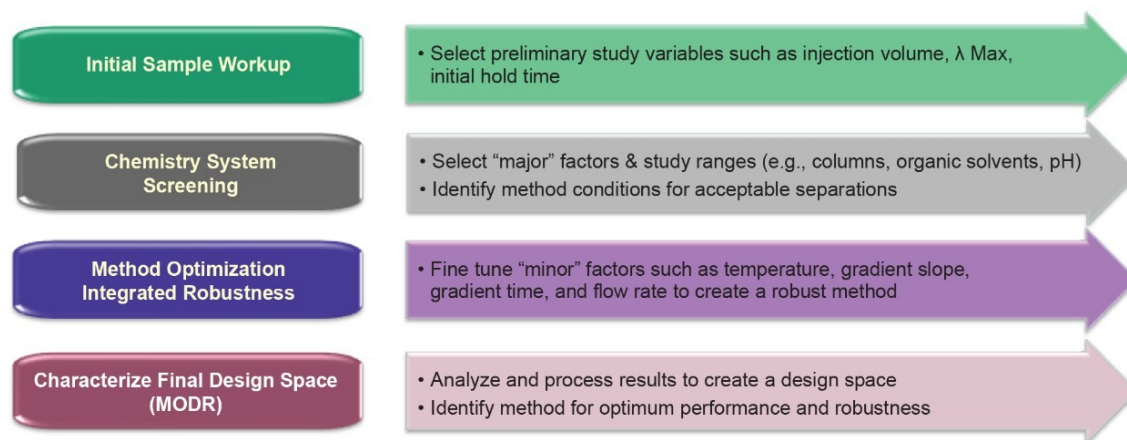 Initial Sample Workup
• Select preliminary study variables such as injection volume, λ Max,
initial hold time
Chemistry System
Screening
• Select “major” factors & study ranges (e.g., columns, organic solvents, pH)
• Identify method conditions for acceptable separations
Method Optimization
Integrated Robustness
• Fine tune “minor” factors such as temperature, gradient slope,
gradient time, and flow rate to create a robust method
Characterize Final Design Space
(MODR)
• Analyze and process results to create a design space
• Identify method for optimum performance and robustness